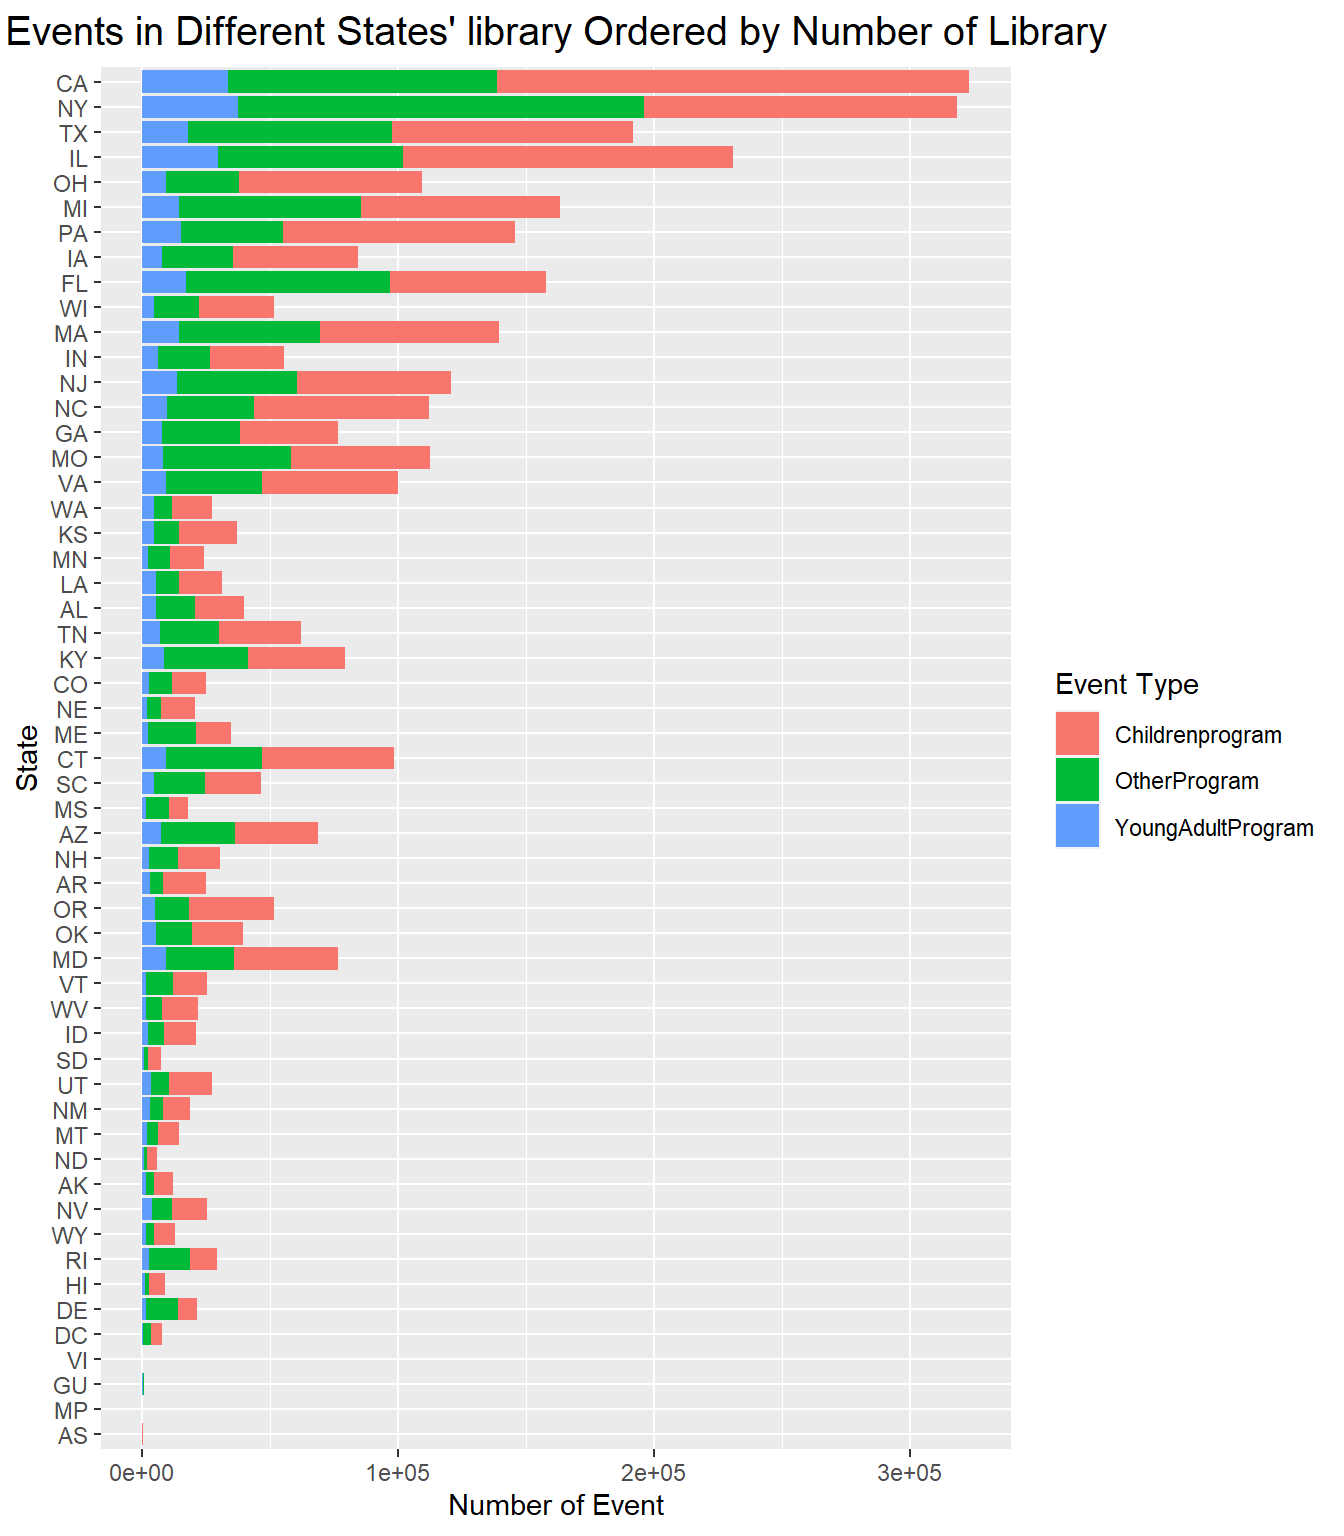 Events in Different States' library Ordered by Number of Library
CA
NY
TX
IL
OH
MI
PA
IA
FL
WI
MA
IN
NJ
NC
GA
MO
VA
WA
KS
MN
LA
AL
TN
KY
CO
NE
ME
CT
SC
MS
AZ
NH
AR
OR
OK
MD
VT
WV
ID
SD
UT
NM
MT
ND
AK
NV
WY
RI
HI
DE
DC
VI
GU
MP
AS
State
0e+00 1e+05 2e+05 3e+05
Number of Event
Event Type
Childrenprogram
OtherProgram
YoungAdultProgram